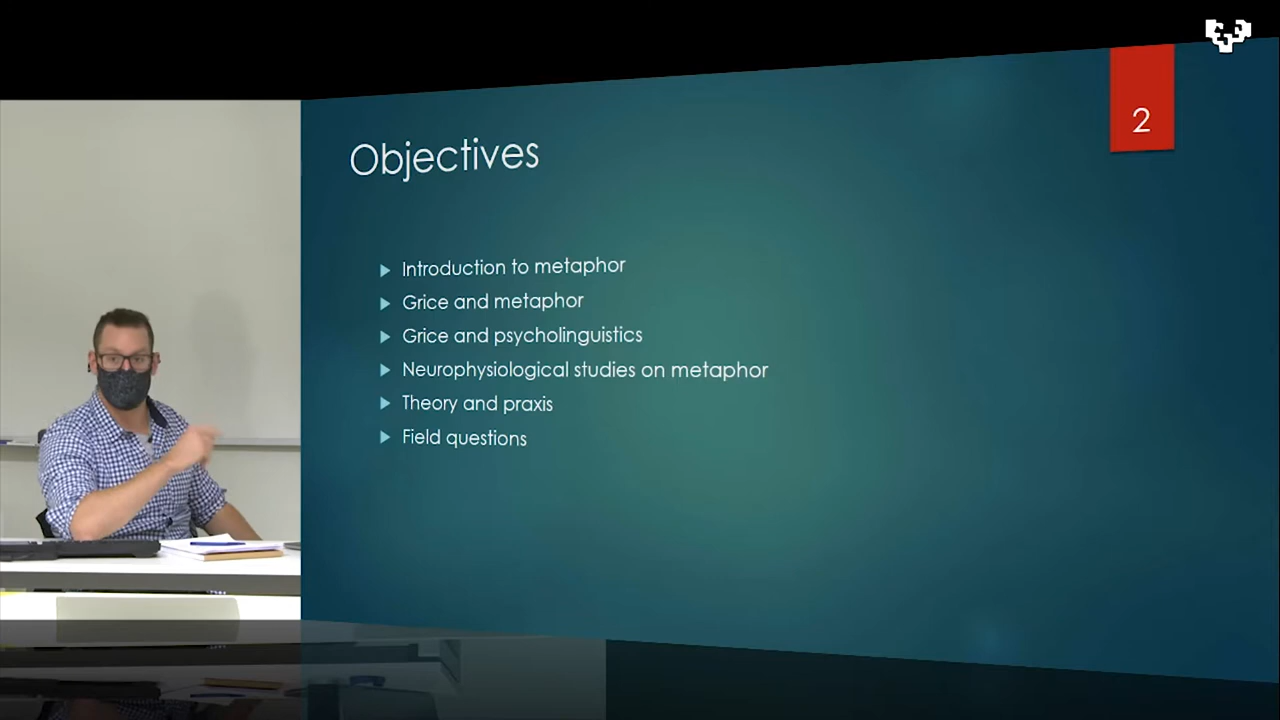 2
Objectives
Introduction to metaphor
Grice and metaphor
Grice and psycholinguistics
Neurophysiological studies on metaphor
Theory and praxis
Field questions